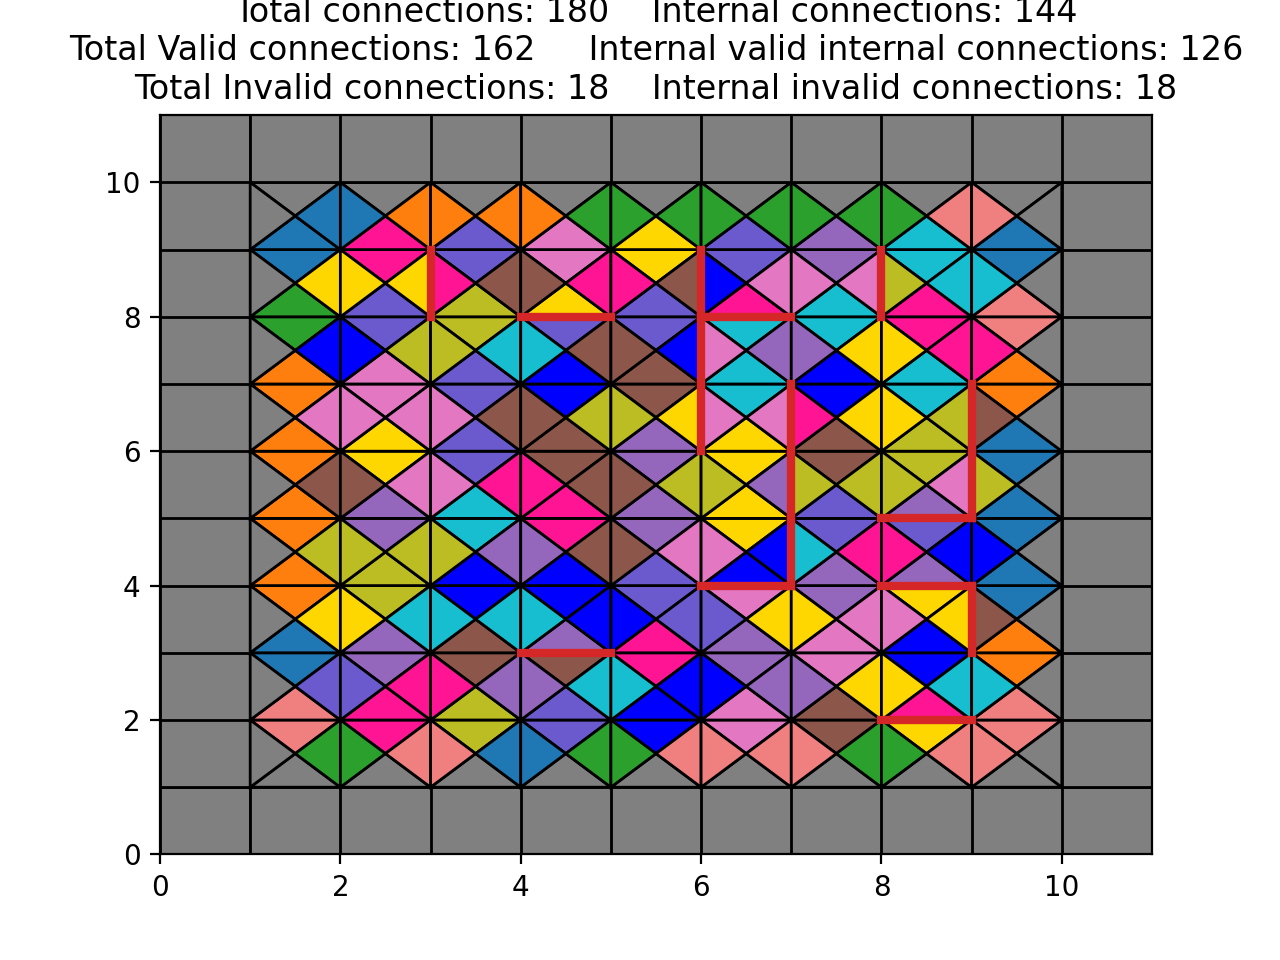 Total connections: 180 Internal connections: 144
Total Valid connections: 162 Internal valid internal connections: 126
Total Invalid connections: 18 Internal invalid connections: 18
10
8
6
4
2
0
0 2 4 6 8 10